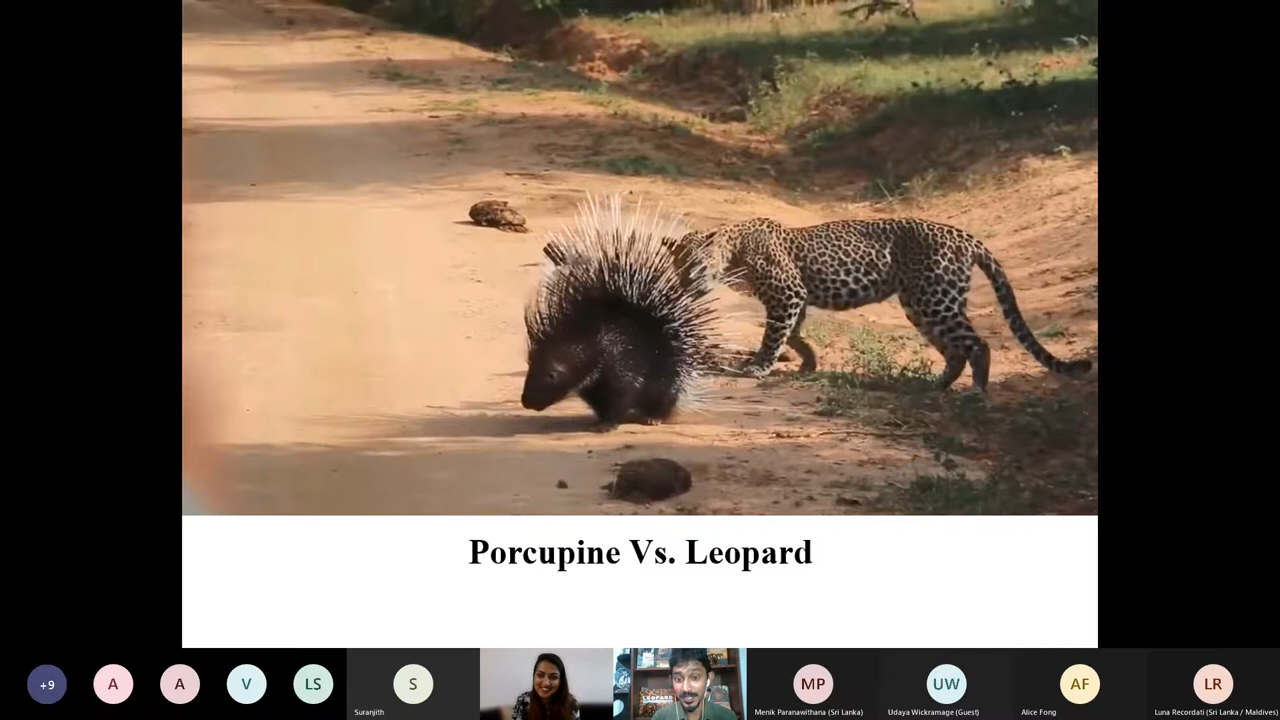 Porcupine Vs. Leopard
+9
A
A
V
LS
S
Suranjith
LEOPARD
MP
Menik Paranawithana (Sri Lanka)
UW
Udaya Wickramage (Guest)
AF
Alice Fong
LR
Luna Recordati (Sri Lanka / Maldives)